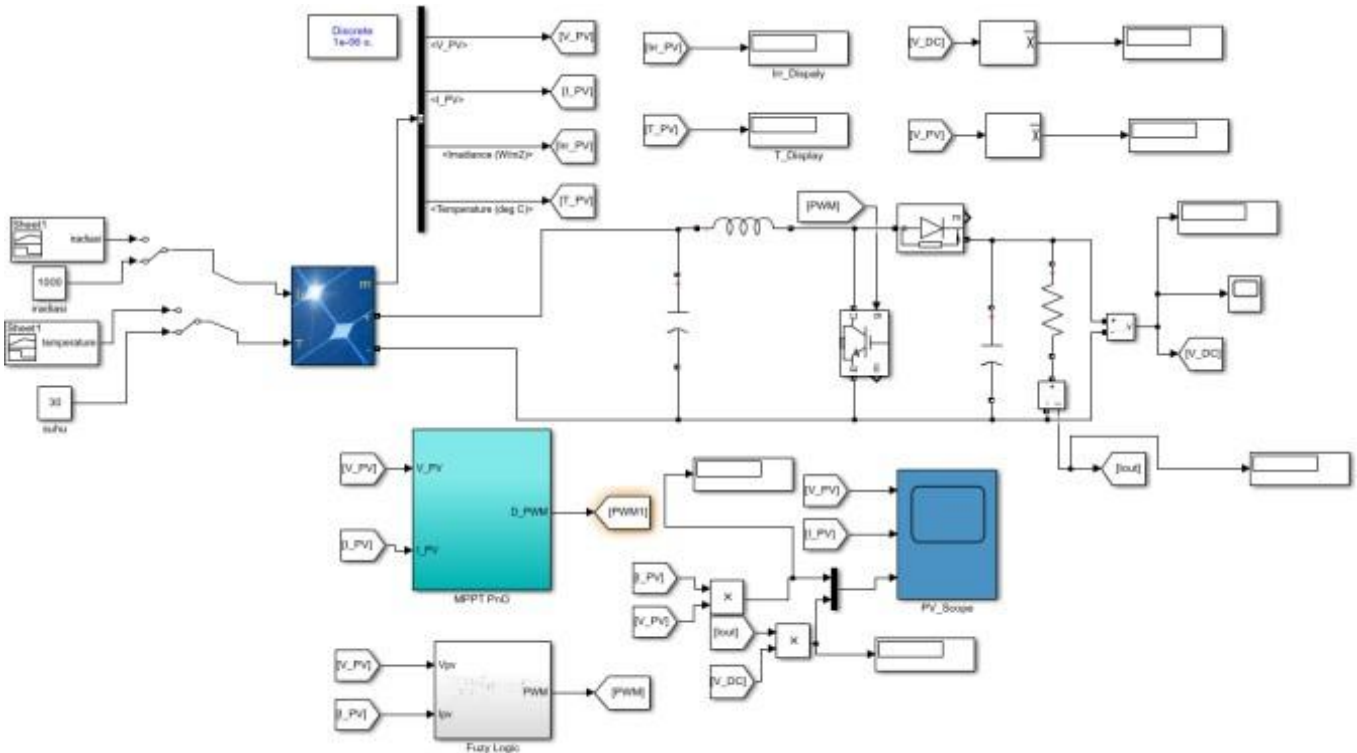 Discrete
1e-06 s.
<V_PV>
[V_PV]
<I_PV>
[I_PV]
<Irradiance (W/m2)>
[Irr_PV]
<Temperature (deg C)>
[T_PV]
[Irr_PV]
Irr_Dispaly
[T_PV]
T_Display
[V_DC]
x
[V_PV]
x
Sheet1
iradiasi
1000
iradiasi
Sheet1
temperature
30
suhu
Ir
T
m
+
-
[PWM]
m
g
C
E
m
+
-
v
[V_DC]
+
-
i
[Iout]
[V_PV]
V_PV
[I_PV]
I_PV
D_PWM
[PWM1]
MPPT PnO
[V_PV]
[I_PV]
PV_Scope
[I_PV]
[V_PV]
×
[Iout]
[V_DC]
×
[V_PV]
Vpv
[I_PV]
Ipv
PWM
[PWM]
Fuzy Logic